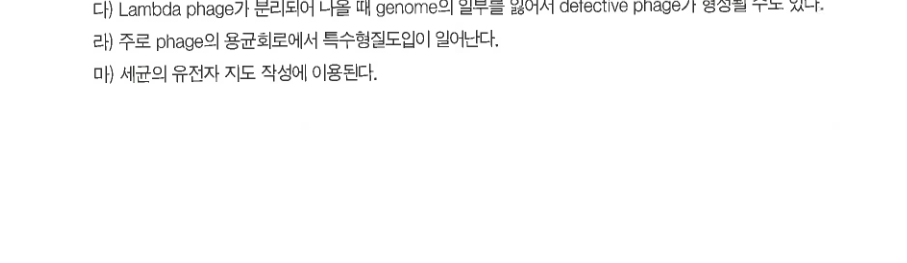 다) Lambda phage가 분리되어 나올 때 genome의 일부를 잃어서 defective phage가 형성될 수도 있다.
라) 주로 phage의 용균회로에서 특수형질도입이 일어난다.
마) 세균의 유전자 지도 작성에 이용된다.